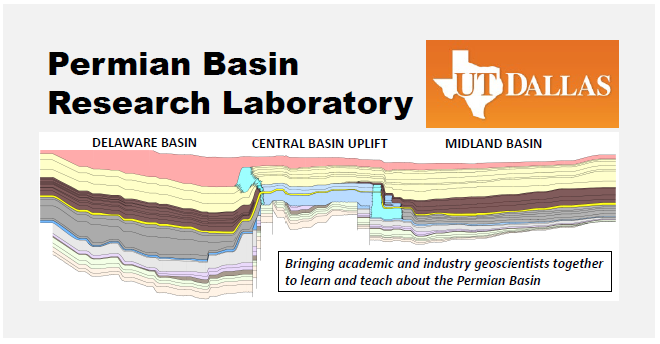 Permian Basin
Research Laboratory
UT DALLAS
DELAWARE BASIN CENTRAL BASIN UPLIFT MIDLAND BASIN
Bringing academic and industry geoscientists together
to learn and teach about the Permian Basin